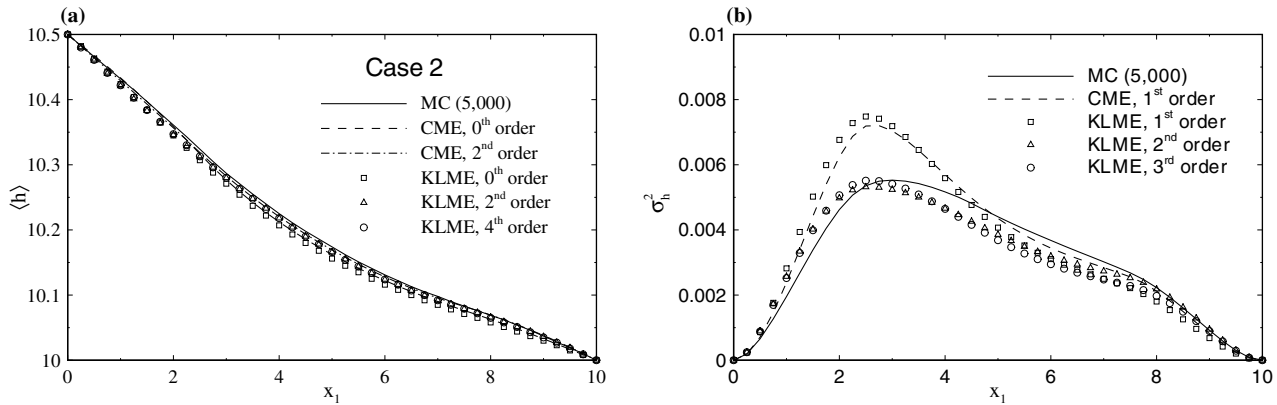 (a)
10.5
10.4
10.3
10.2
10.1
10
⟨h⟩
0
2
4
6
8
10
x₁
Case 2
MC (5,000)
CME, 0ᵗʰ order
CME, 2ⁿᵈ order
KLME, 0ᵗʰ order
KLME, 2ⁿᵈ order
KLME, 4ᵗʰ order
(b)
0.01
0.008
0.006
0.004
0.002
0
σ²ₕ
0
2
4
6
8
10
x₁
MC (5,000)
CME, 1ˢᵗ order
KLME, 1ˢᵗ order
KLME, 2ⁿᵈ order
KLME, 3ʳᵈ order